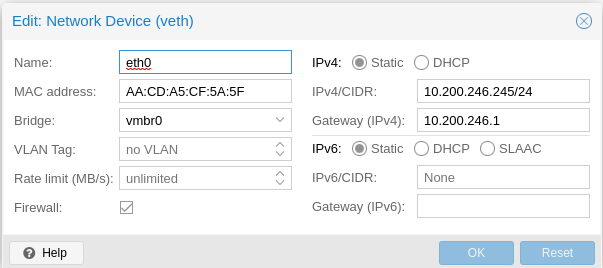 Edit: Network Device (veth)
Name: eth0 IPv4: Static DHCP
MAC address: AA:CD:A5:CF:5A:5F IPv4/CIDR: 10.200.246.245/24
Bridge: vmbr0 Gateway (IPv4): 10.200.246.1
VLAN Tag: no VLAN IPv6: Static DHCP SLAAC
Rate limit (MB/s): unlimited IPv6/CIDR: None
Firewall: Gateway (IPv6):
? Help OK Reset